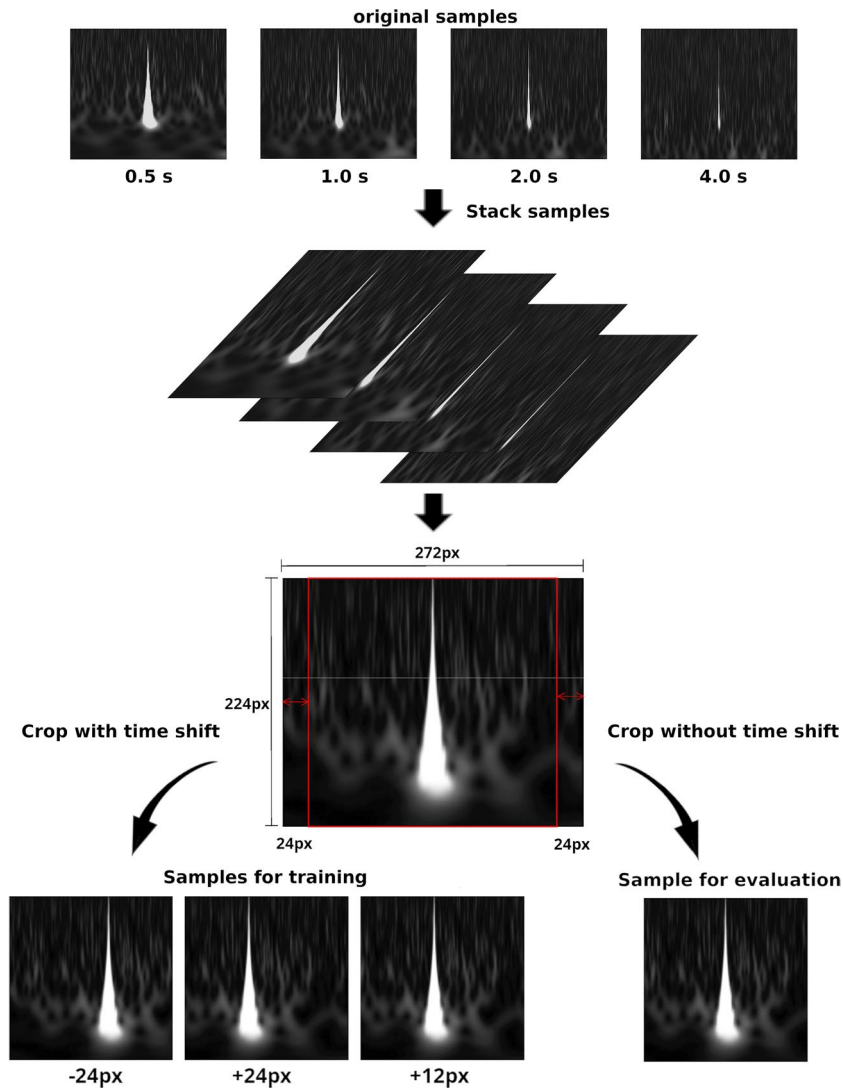 original samples
0.5 s
1.0 s
2.0 s
4.0 s
Stack samples
272px
224px
Crop with time shift
Crop without time shift
24px
24px
Samples for training
Sample for evaluation
-24px
+24px
+12px